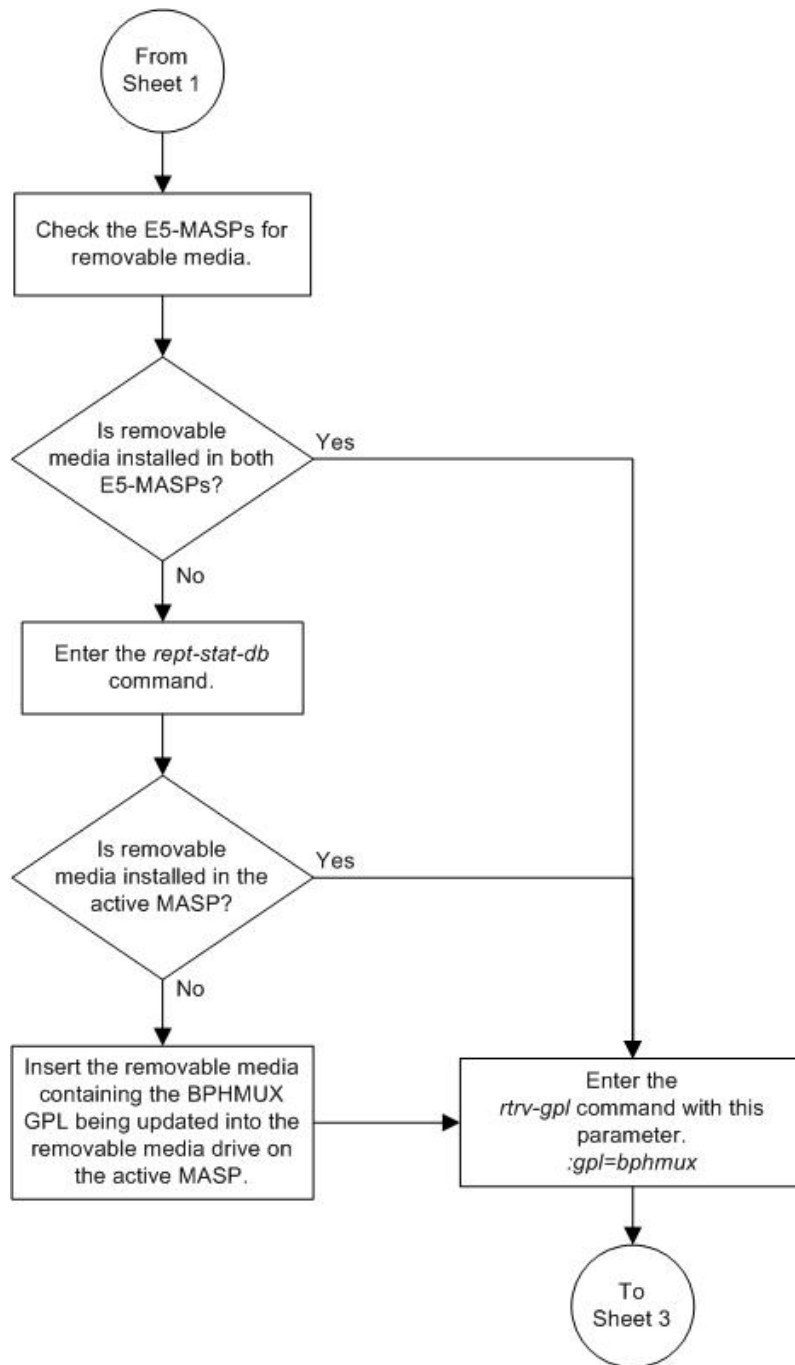 From
Sheet 1
Check the E5-MASPs for
removable media.
Is removable
media installed in both
E5-MASPs?
Yes
No
Enter the rept-stat-db
command.
Is removable
media installed in the
active MASP?
Yes
No
Insert the removable media
containing the BPHMUX
GPL being updated into the
removable media drive on
the active MASP.
Enter the
rtrv-gpl command with this
parameter.
:gpl=bphmux
To
Sheet 3